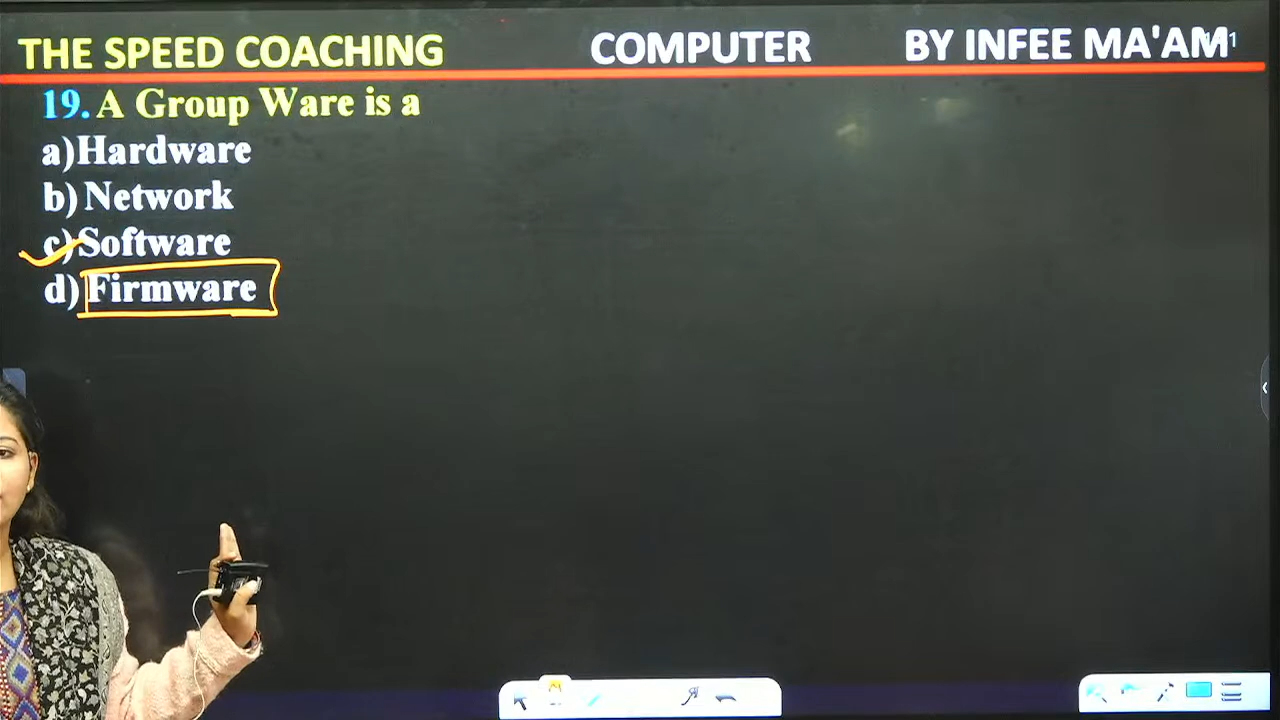 THE SPEED COACHING COMPUTER BY INFEE MA'AM
19. A Group Ware is a
a)Hardware
b) Network
c)Software
d) Firmware